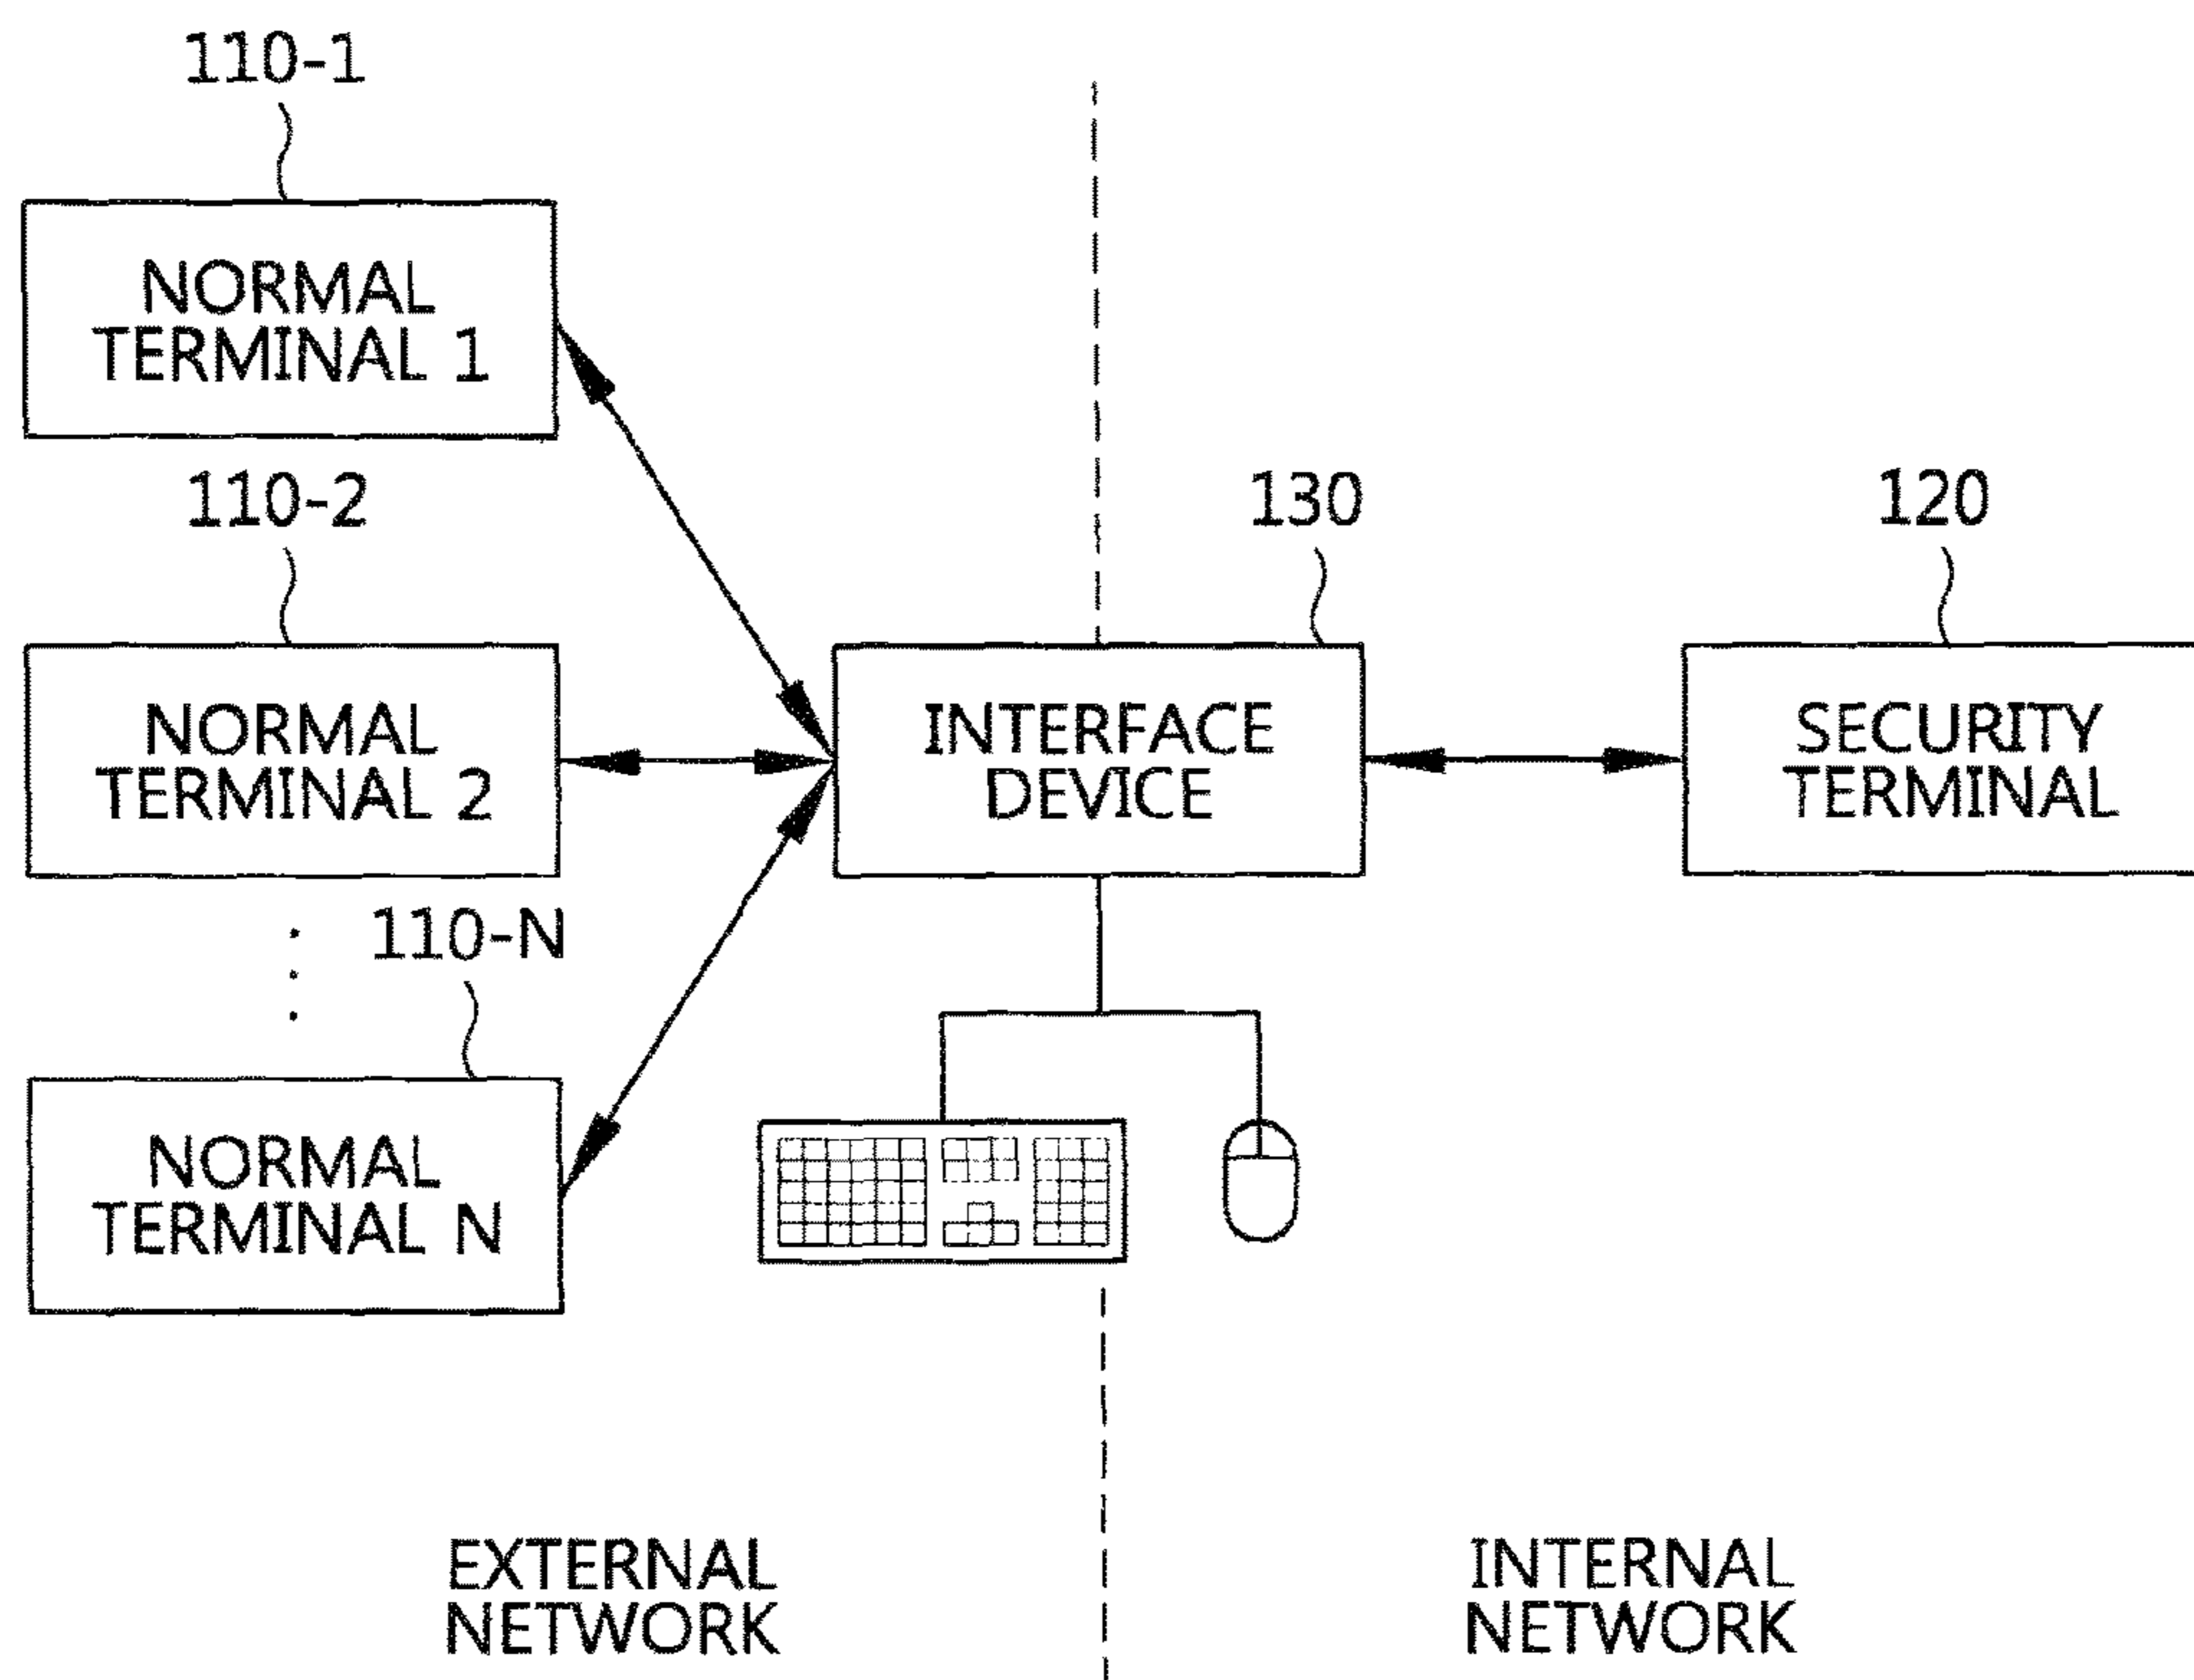 110-1
NORMAL
TERMINAL 1
110-2
NORMAL
TERMINAL 2
110-N
NORMAL
TERMINAL N
130
INTERFACE
DEVICE
120
SECURITY
TERMINAL
EXTERNAL
NETWORK
INTERNAL
NETWORK